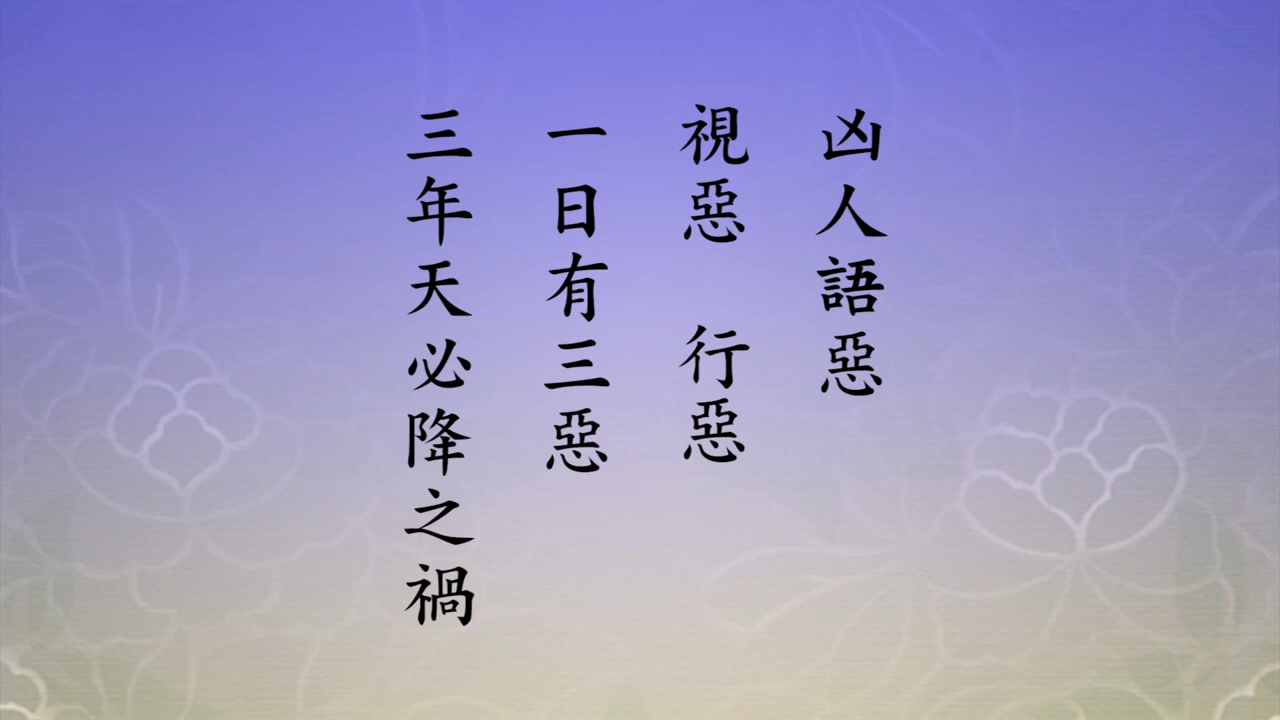 凶人語惡
視惡　行惡
一日有三惡
三年天必降之禍